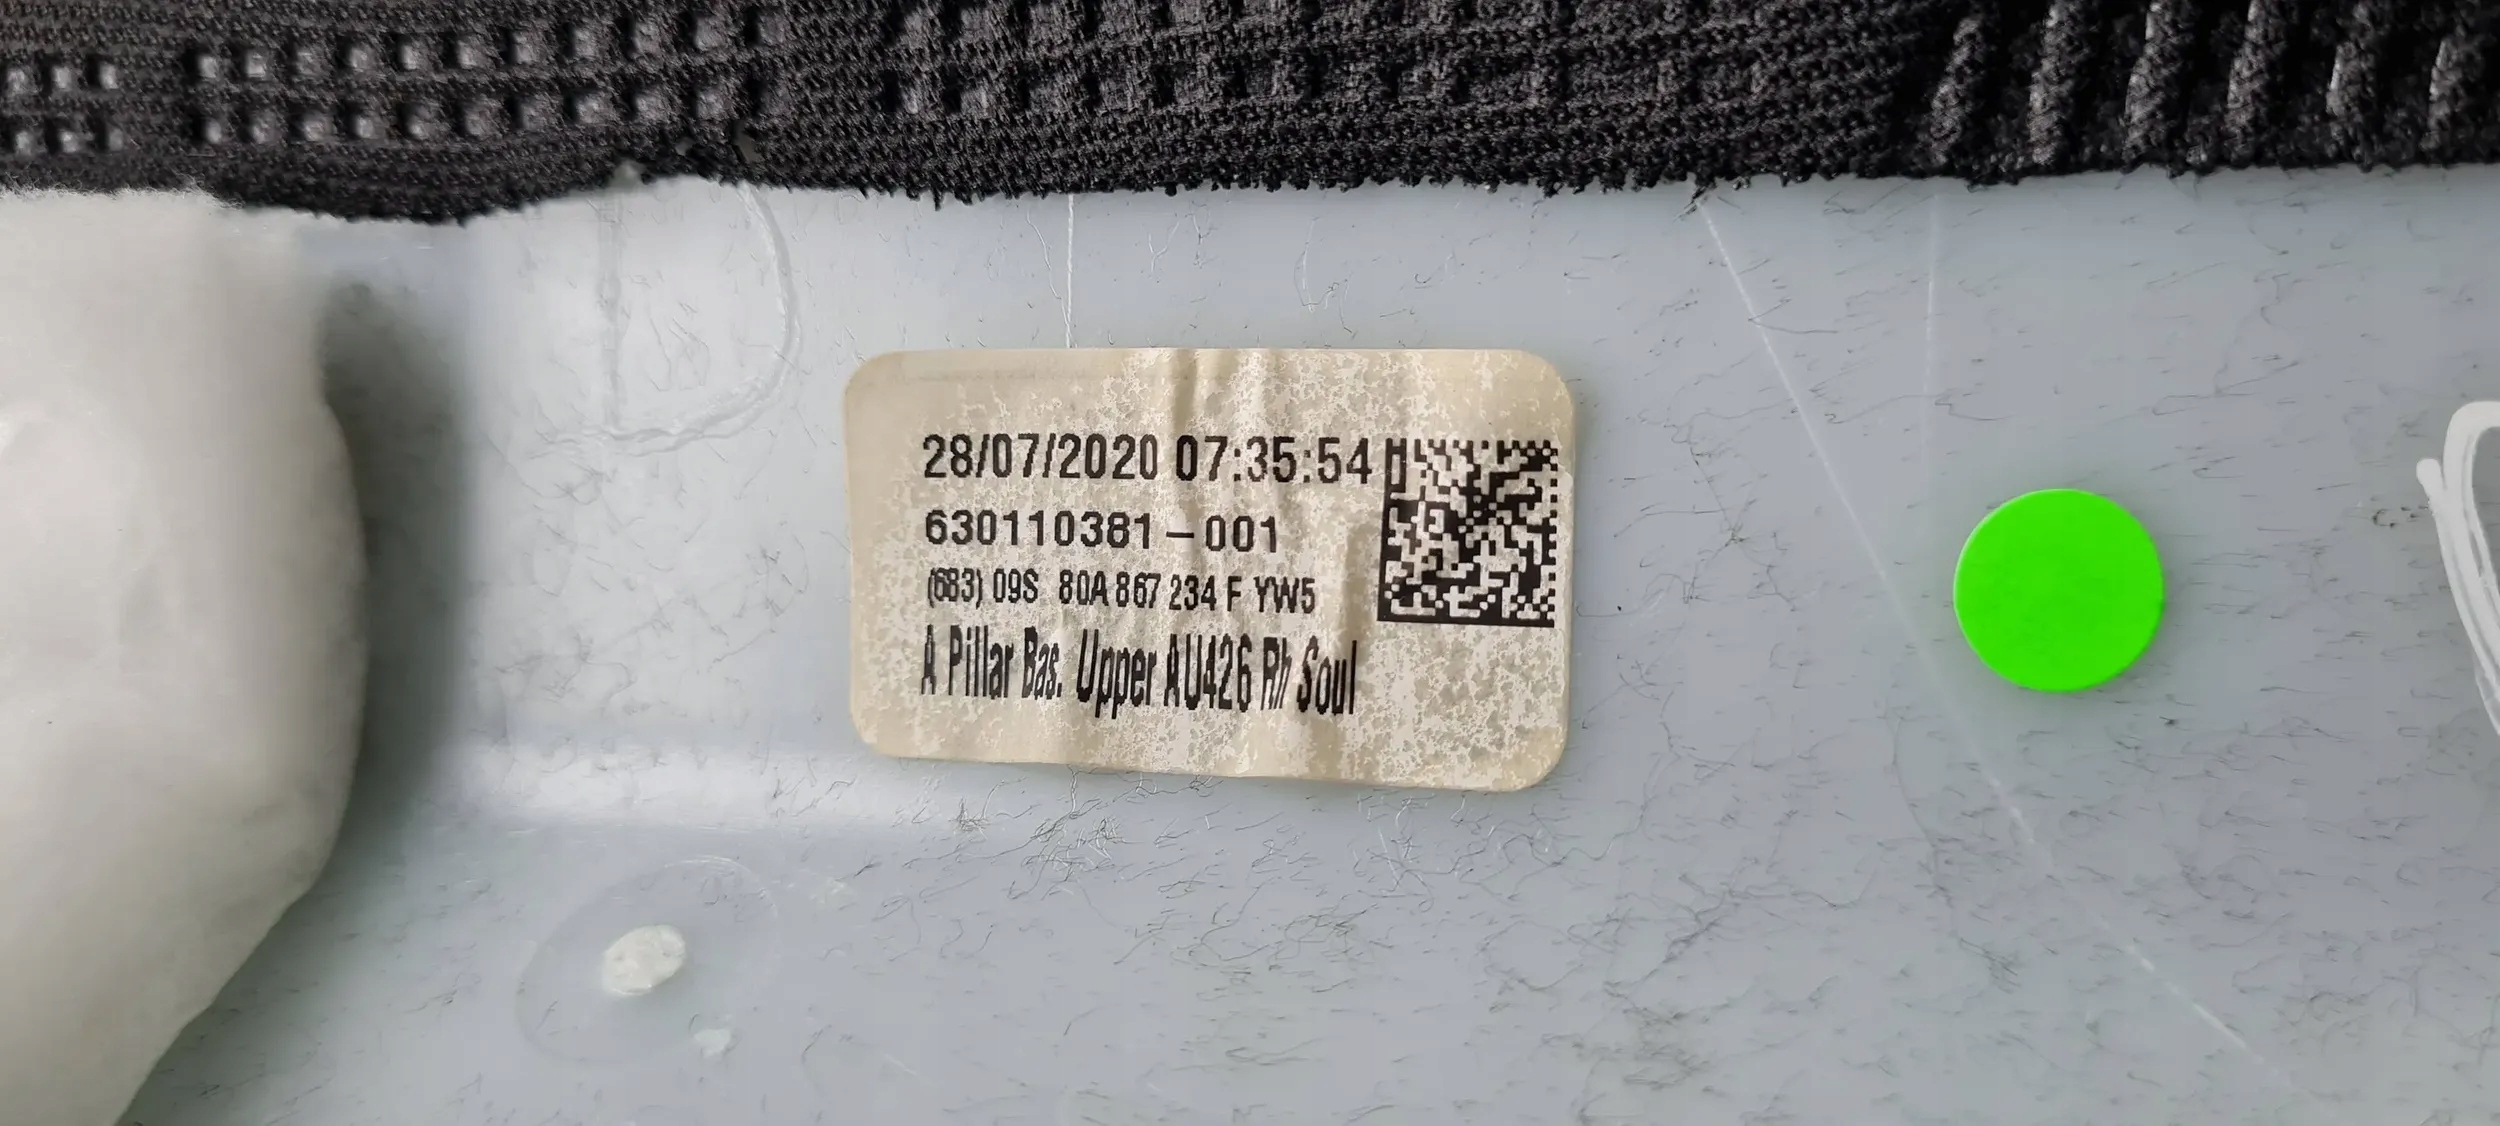 28/07/2020 07:35:54
630110381-001
(683) 09S 80A 867 234 F YW5
A Pillar Bas. Upper AU426 Rh Soul